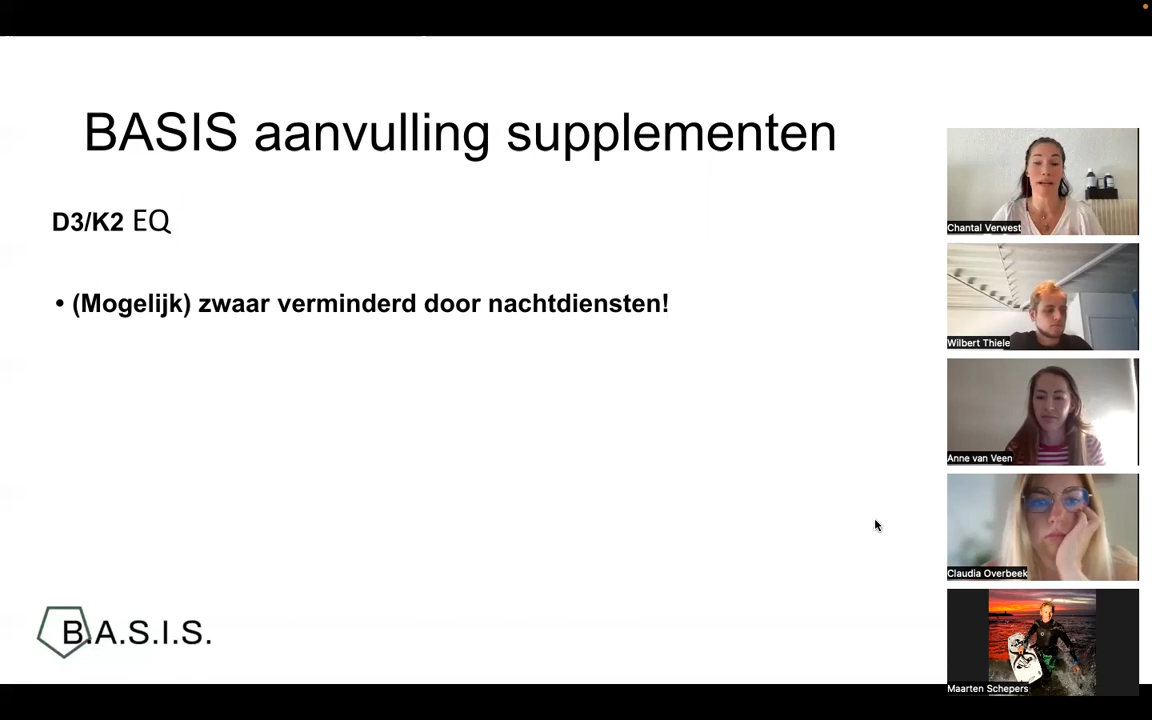 BASIS aanvulling supplementen
D3/K2 EQ
• (Mogelijk) zwaar verminderd door nachtdiensten!
B.A.S.I.S.
Chantal Verwest
Wilbert Thiele
Anne van Veen
Claudia Overbeek
Maarten Schepers